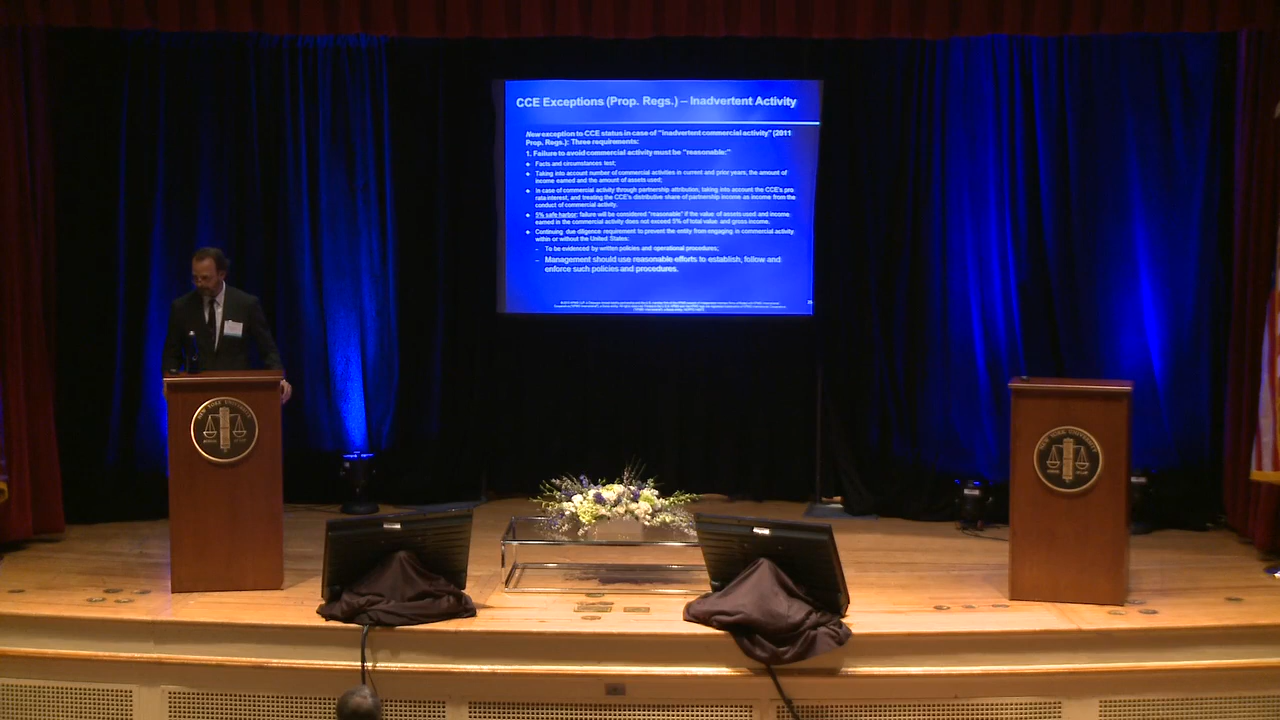 CCE Exceptions (Prop. Regs.) – Inadvertent Activity
New exception to CCE status in case of "inadvertent commercial activity" (2011
Prop. Regs.): Three requirements:
1. Failure to avoid commercial activity must be "reasonable:"
Facts and circumstances test;
Taking into account number of commercial activities in current and prior years, the amount of
income earned and the amount of assets used;
In case of commercial activity through partnership attribution, taking into account the CCE's pro
rata interest, and treating the CCE's distributive share of partnership income as income from the
conduct of commercial activity.
5% safe harbor: failure will be considered "reasonable" if the value of assets used and income
earned in the commercial activity does not exceed 5% of total value and gross income.
Continuing due diligence requirement to prevent the entity from engaging in commercial activity
within or without the United States:
– To be evidenced by written policies and operational procedures;
– Management should use reasonable efforts to establish, follow and
enforce such policies and procedures.
NEW YORK UNIVERSITY
NEW YORK UNIVERSITY